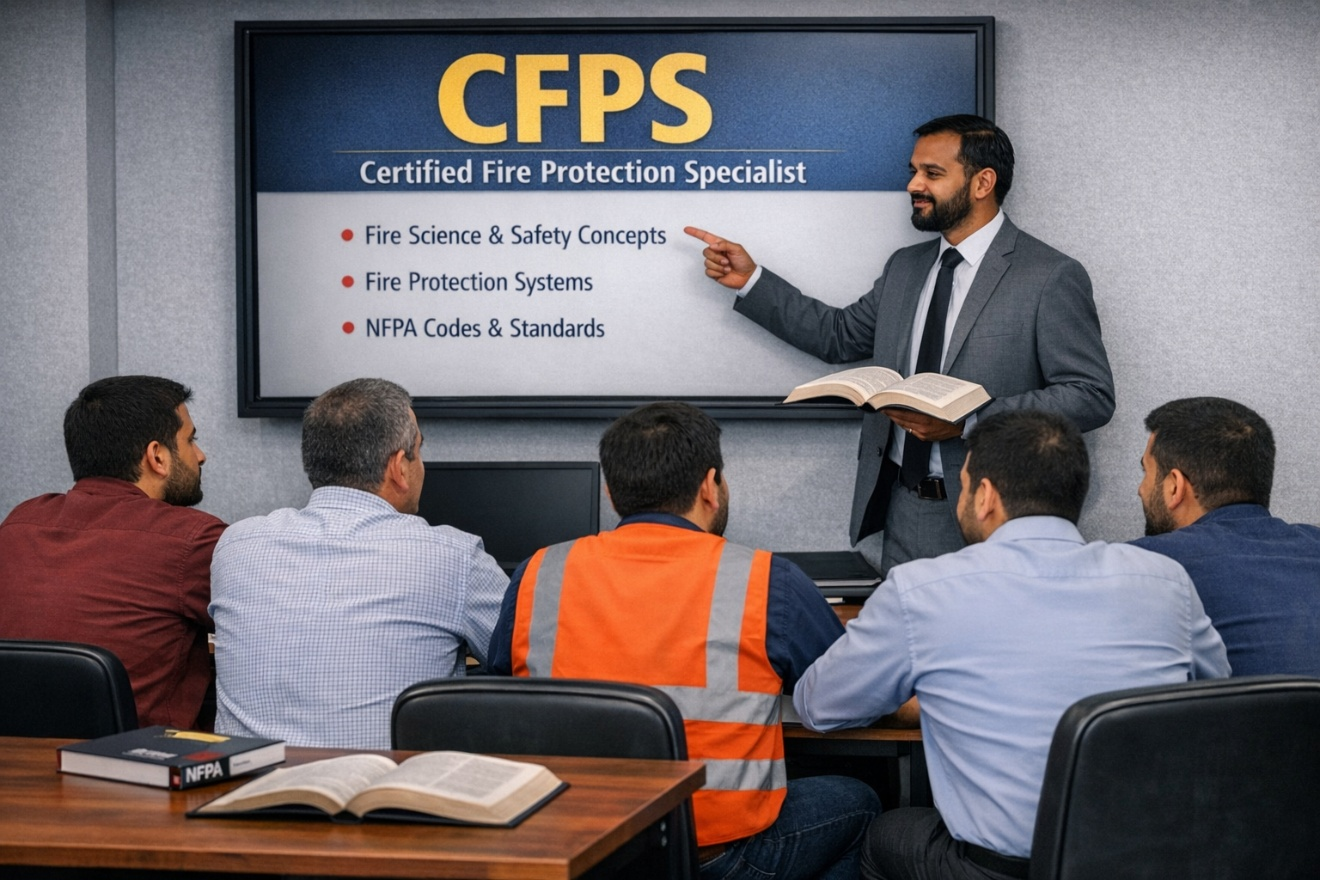 CFPS
Certified Fire Protection Specialist
• Fire Science & Safety Concepts
• Fire Protection Systems
• NFPA Codes & Standards
NFPA